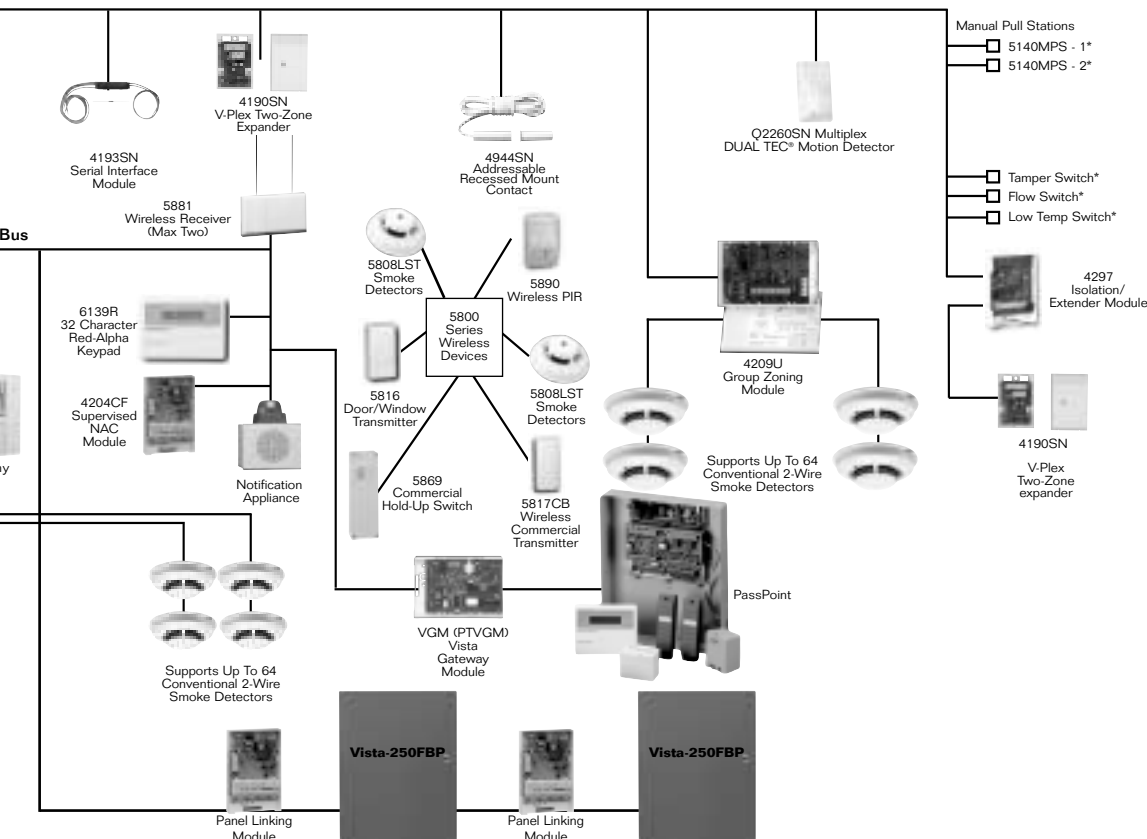 Manual Pull Stations
5140MPS - 1*
5140MPS - 2*
4190SN
V-Plex Two-Zone
Expander
4193SN
Serial Interface
Module
4944SN
Addressable
Recessed Mount
Contact
Q2260SN Multiplex
DUAL TEC® Motion Detector
Tamper Switch*
Flow Switch*
Low Temp Switch*
5881
Wireless Receiver
(Max Two)
Bus
5808LST
Smoke
Detectors
5890
Wireless PIR
4297
Isolation/
Extender Module
6139R
32 Character
Red-Alpha
Keypad
5800
Series
Wireless
Devices
4209U
Group Zoning
Module
5816
Door/Window
Transmitter
5808LST
Smoke
Detectors
4204CF
Supervised
NAC
Module
4190SN
V-Plex
Two-Zone
expander
Notification
Appliance
5869
Commercial
Hold-Up Switch
5817CB
Wireless
Commercial
Transmitter
Supports Up To 64
Conventional 2-Wire
Smoke Detectors
PassPoint
VGM (PTVGM)
Vista
Gateway
Module
Supports Up To 64
Conventional 2-Wire
Smoke Detectors
Vista-250FBP
Vista-250FBP
Panel Linking
Module
Panel Linking
Module